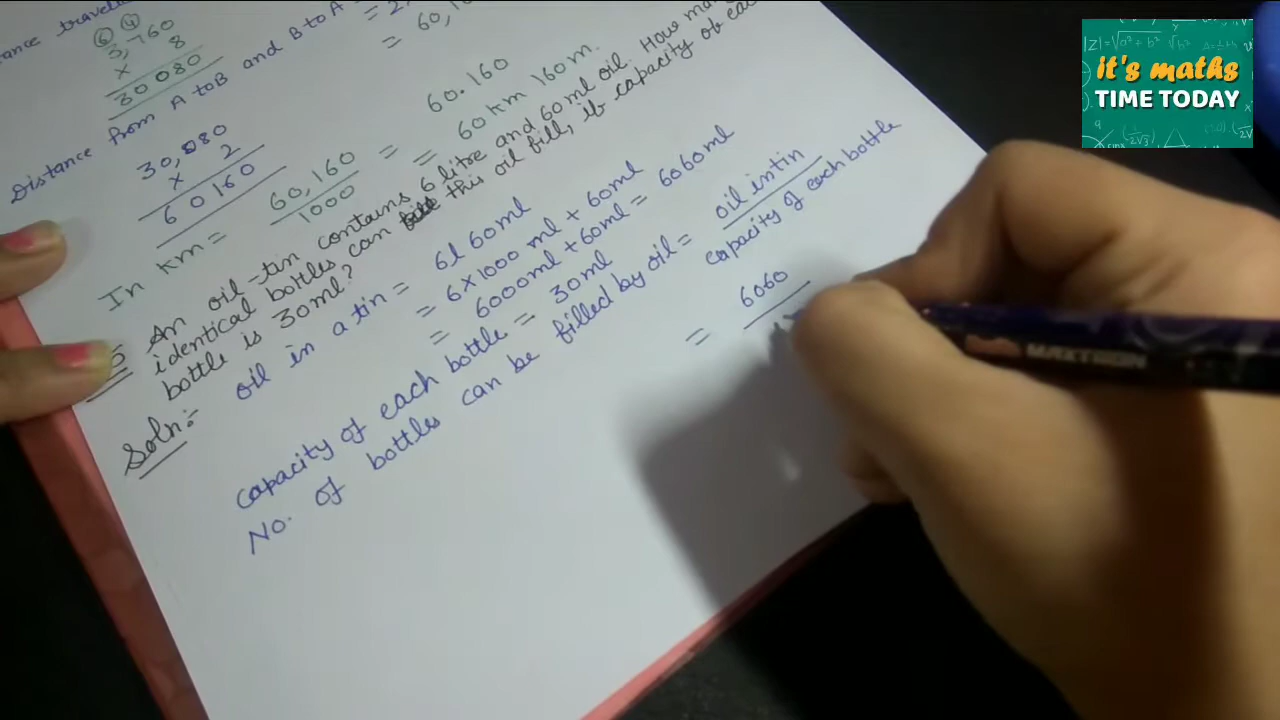 3,760
× 8
30080
Distance from A to B and B to A =
30,080
× 2
60160
In km = 60,160 = 60.160
1000
= 60 km 160 m.
An oil-tin contains 6 litre and 60 ml oil. How
identical bottles can this oil fill, if capacity of
bottle is 30ml?
Soln:-
oil in a tin = 6l 60ml
= 6×1000 ml + 60ml
= 6000ml + 60ml = 6060ml
Capacity of each bottle = 30ml
No. of bottles can be filled by oil = oil in tin
capacity of each bottle
= 6060
|Z|=
it's maths
TIME TODAY
MAXTRON